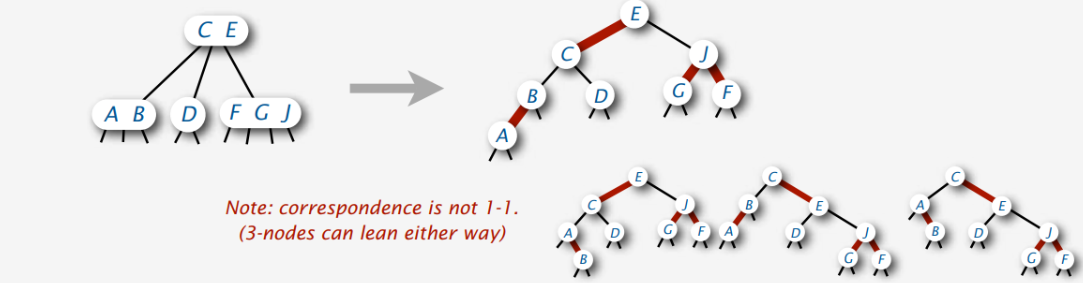 C E
A B
D
F G J
E
C
J
B
D
G
F
A
Note: correspondence is not 1-1.
(3-nodes can lean either way)
E
C
J
A
D
G
F
B
C
B
E
A
D
J
G
F
C
A
E
B
D
J
G
F